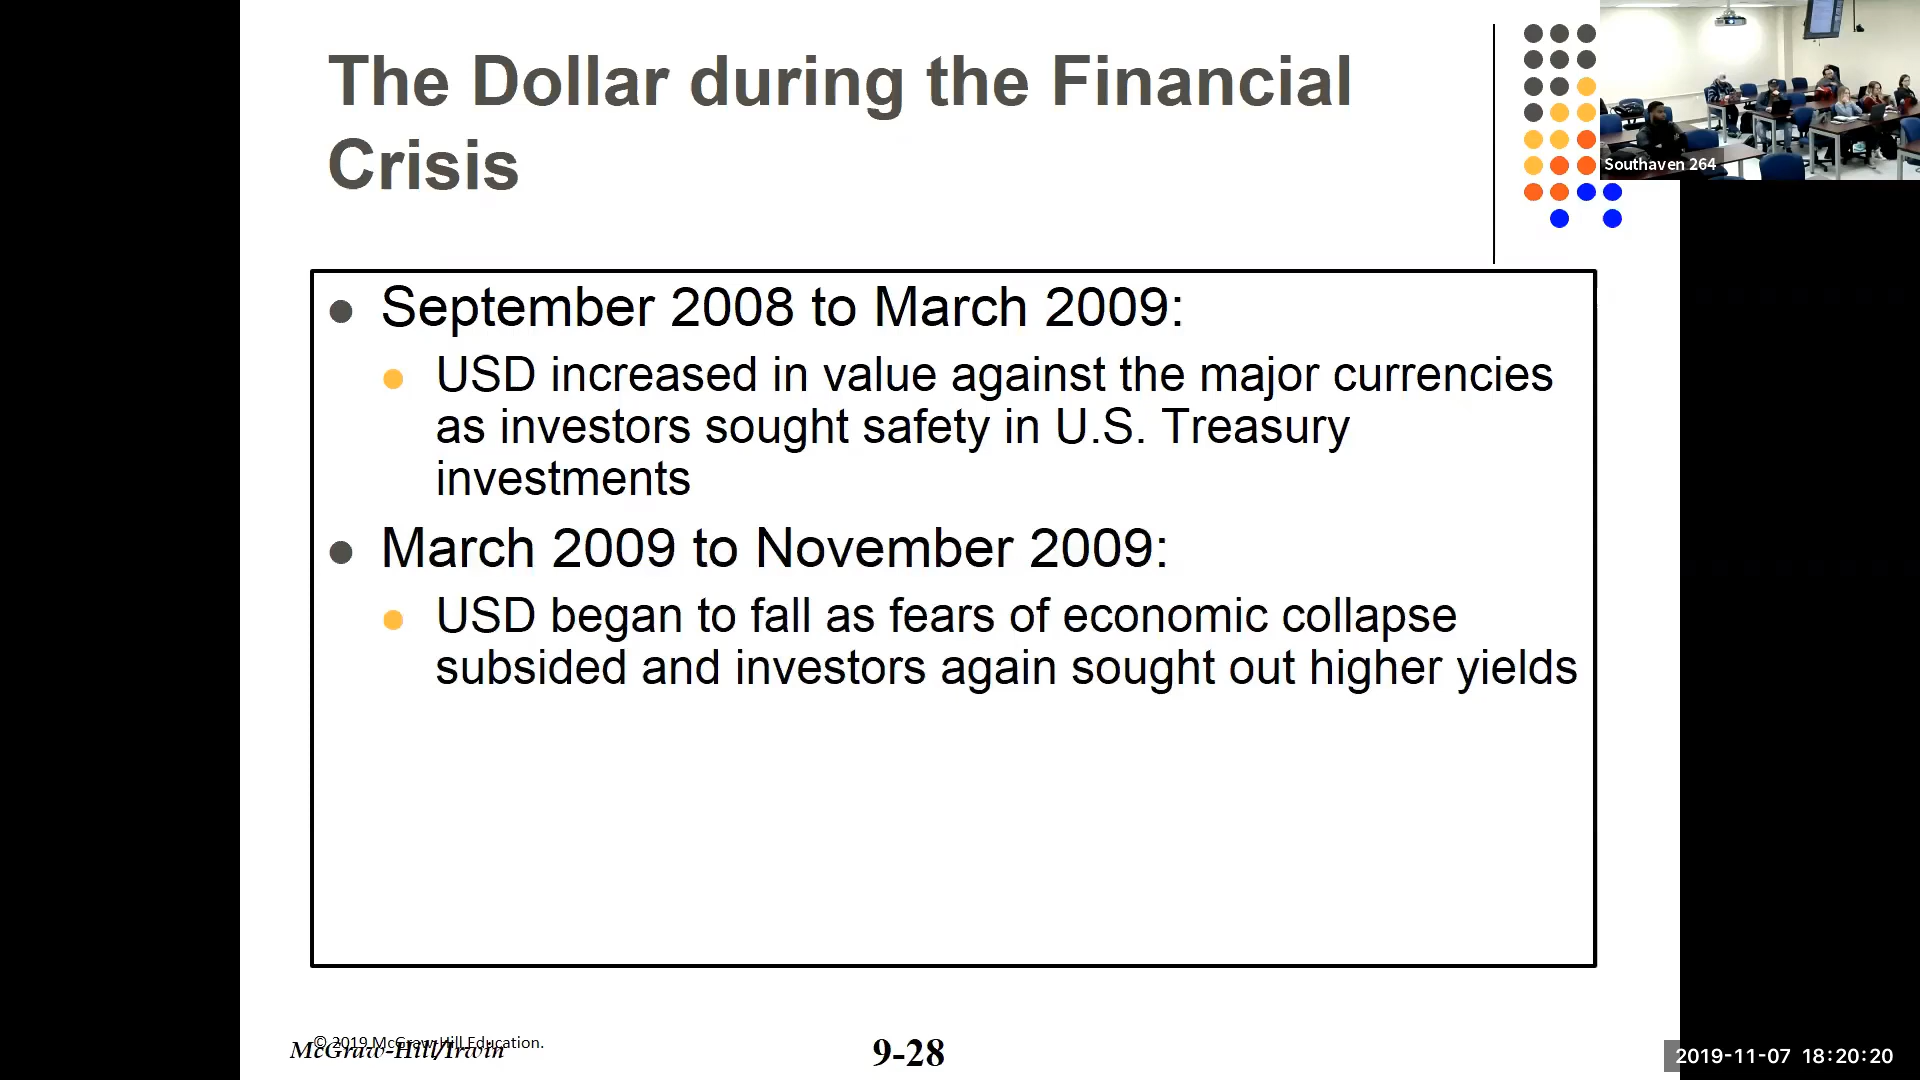 The Dollar during the Financial
Crisis
Southaven 264
September 2008 to March 2009:
USD increased in value against the major currencies
as investors sought safety in U.S. Treasury
investments
March 2009 to November 2009:
USD began to fall as fears of economic collapse
subsided and investors again sought out higher yields
© 2019 McGraw-Hill Education.
McGraw-Hill/Irwin
9-28
2019-11-07 18:20:20